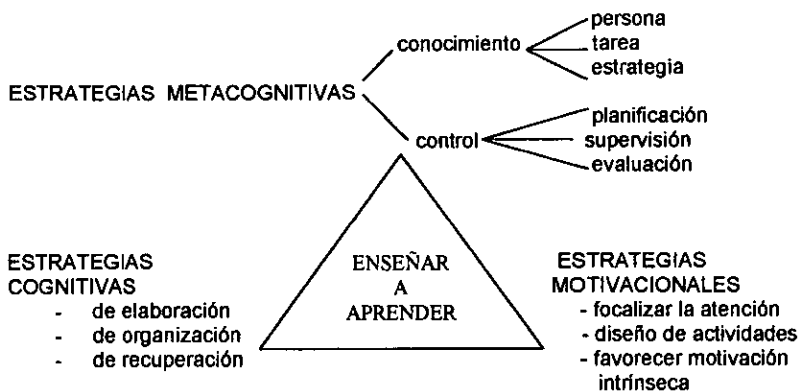 persona
conocimiento
tarea
estrategia
ESTRATEGIAS METACOGNITIVAS
planificación
control
supervisión
evaluación
ESTRATEGIAS
COGNITIVAS
- de elaboración
- de organización
- de recuperación
ENSEÑAR
A
APRENDER
ESTRATEGIAS
MOTIVACIONALES
- focalizar la atención
- diseño de actividades
- favorecer motivación
intrínseca